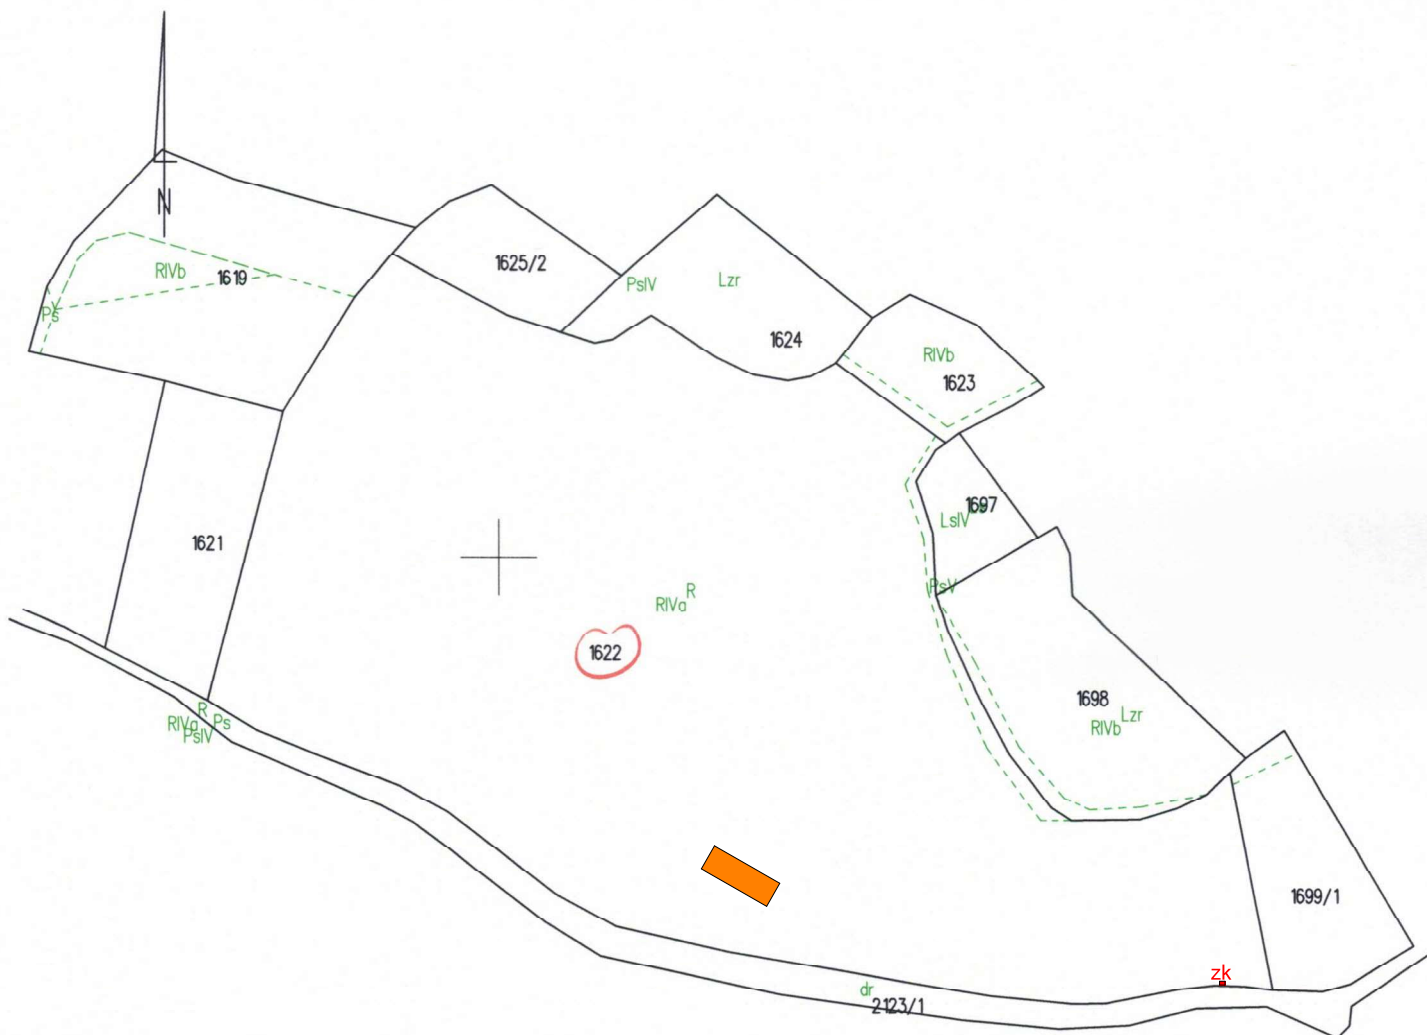 N
RIVb
1619
Ps
1625/2
PsIV
Lzr
1624
RIVb
1623
1697
LsIV
PsV
1621
R
RIVa
1622
1698
Lzr
RIVb
R
RIVa
Ps
PsIV
1699/1
zk
dr
2123/1